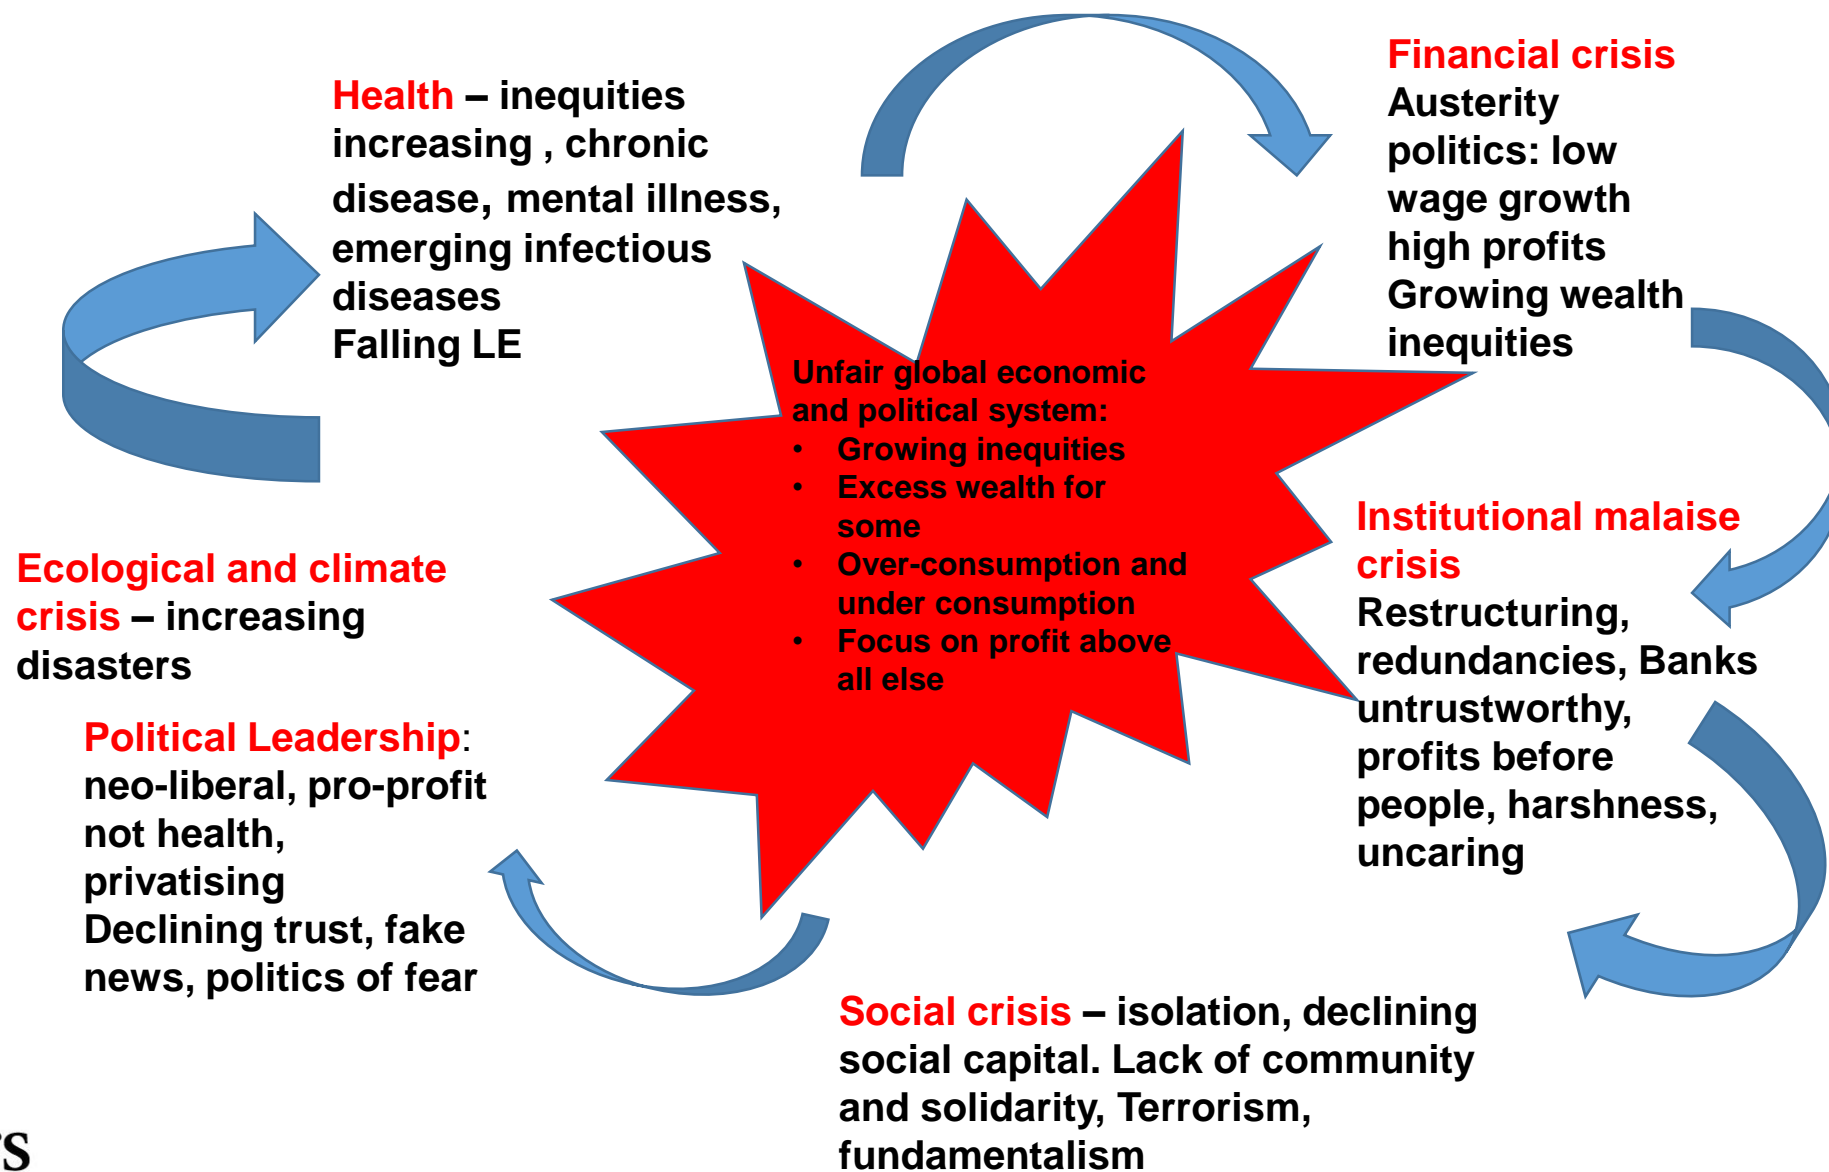 Health – inequities
increasing , chronic
disease, mental illness,
emerging infectious
diseases
Falling LE
Financial crisis
Austerity
politics: low
wage growth
high profits
Growing wealth
inequities
Unfair global economic
and political system:
• Growing inequities
• Excess wealth for
some
• Over-consumption and
under consumption
• Focus on profit above
all else
Institutional malaise
crisis
Restructuring,
redundancies, Banks
untrustworthy,
profits before
people, harshness,
uncaring
Ecological and climate
crisis – increasing
disasters
Political Leadership:
neo-liberal, pro-profit
not health,
privatising
Declining trust, fake
news, politics of fear
Social crisis – isolation, declining
social capital. Lack of community
and solidarity, Terrorism,
fundamentalism